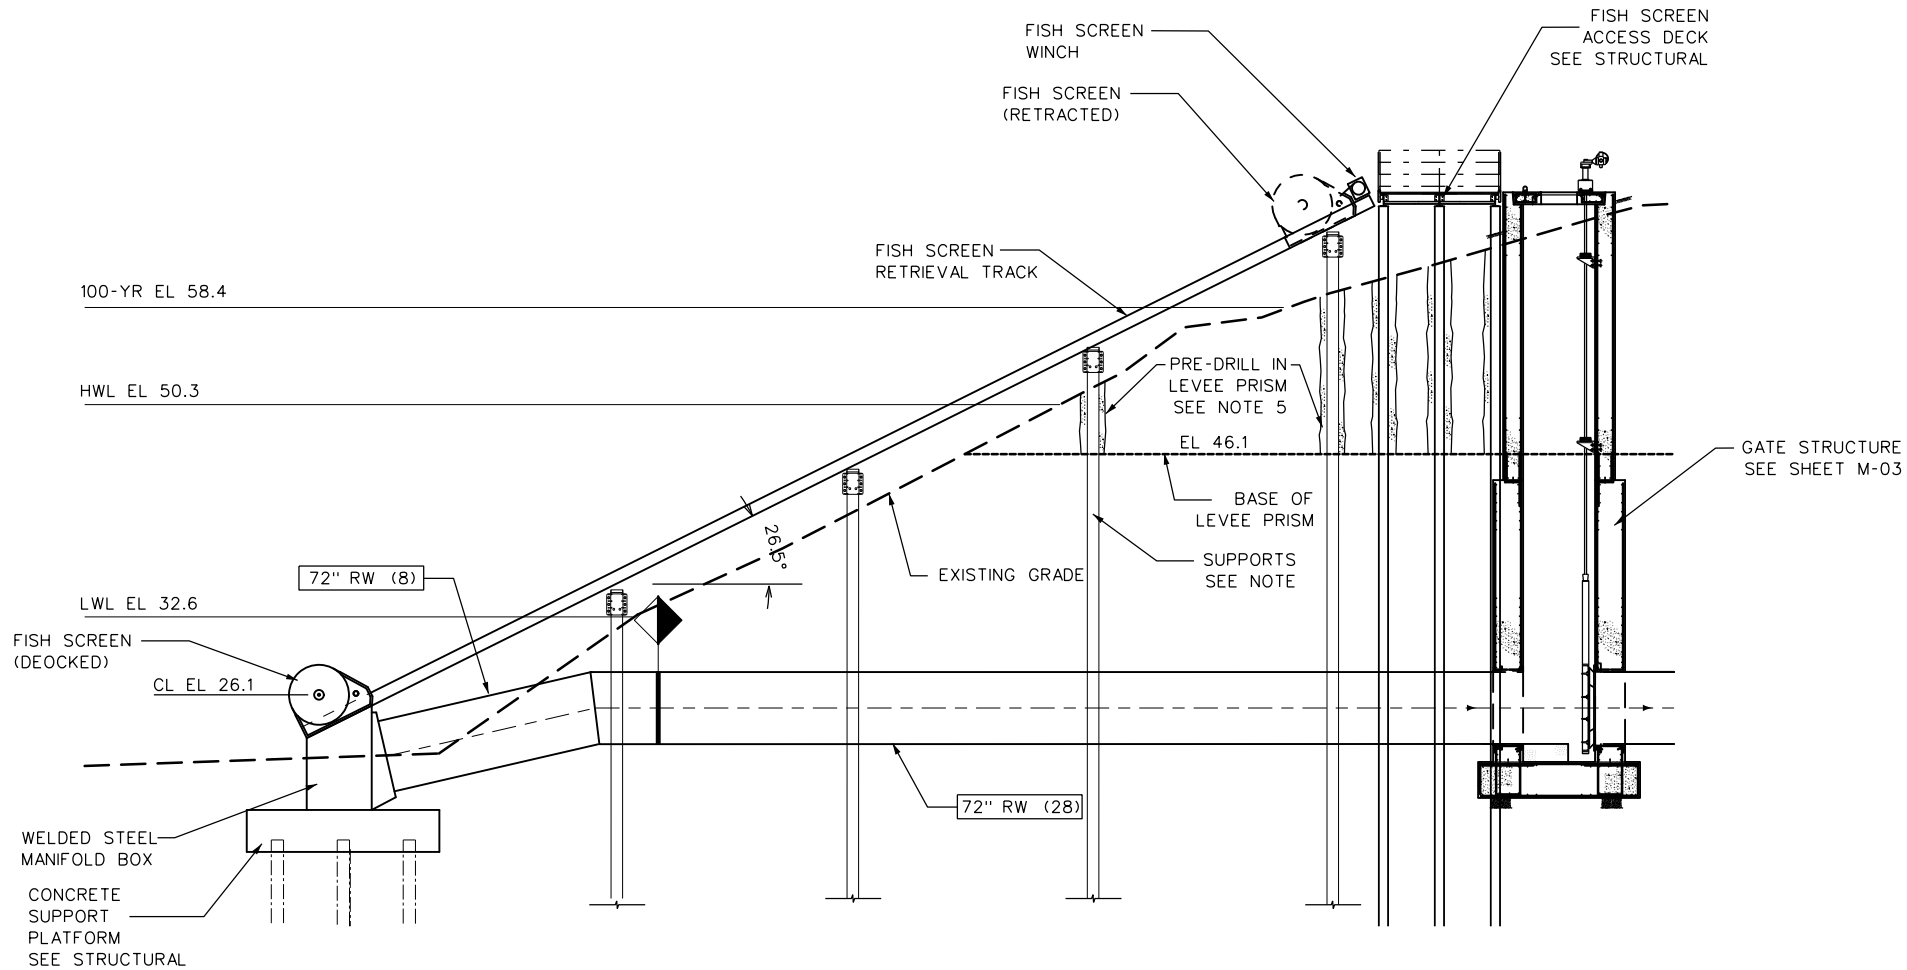 FISH SCREEN
ACCESS DECK
SEE STRUCTURAL
FISH SCREEN
WINCH
FISH SCREEN
(RETRACTED)
FISH SCREEN
RETRIEVAL TRACK
100-YR EL 58.4
HWL EL 50.3
PRE-DRILL IN
LEVEE PRISM
SEE NOTE 5
EL 46.1
GATE STRUCTURE
SEE SHEET M-03
BASE OF
LEVEE PRISM
26.5°
SUPPORTS
SEE NOTE
EXISTING GRADE
72" RW (8)
LWL EL 32.6
FISH SCREEN
(DEOCKED)
CL EL 26.1
72" RW (28)
WELDED STEEL
MANIFOLD BOX
CONCRETE
SUPPORT
PLATFORM
SEE STRUCTURAL